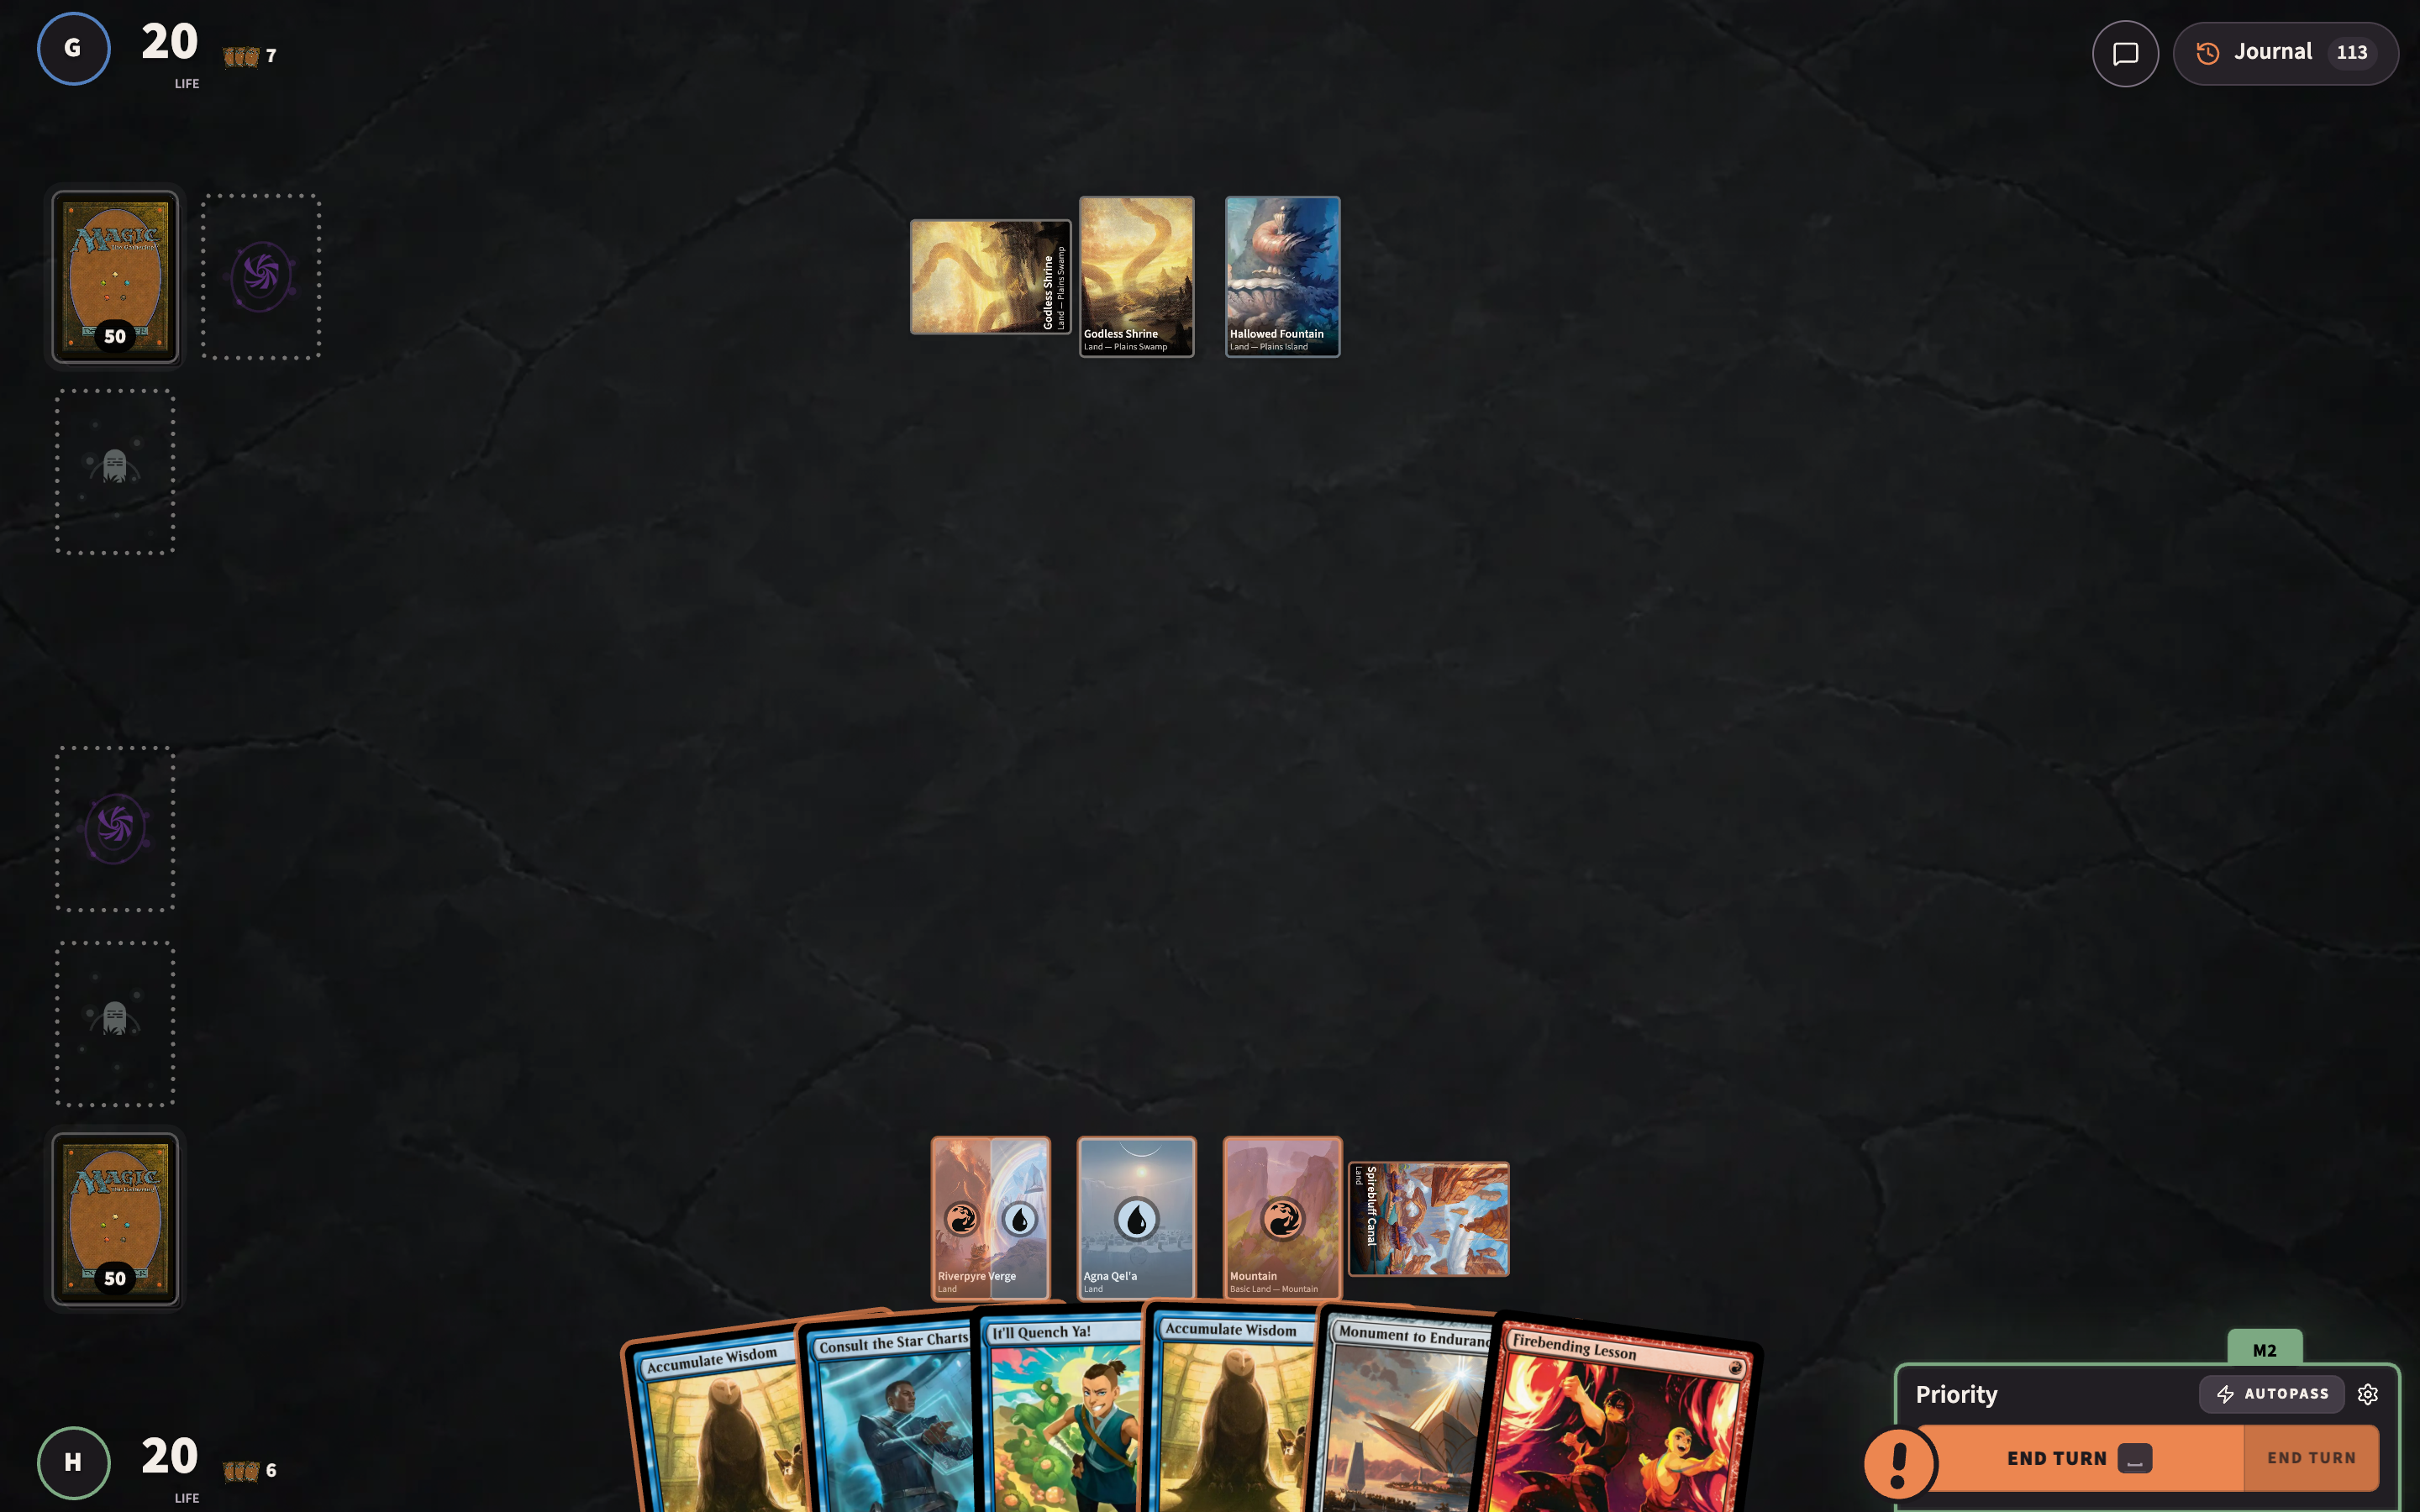 G
20
LIFE
7
Journal
113
MAGIC
50
Godless Shrine
Land — Plains Swamp
Godless Shrine
Land — Plains Swamp
Hallowed Fountain
Land — Plains Island
MAGIC
50
Riverpyre Verge
Land
Agna Qel'a
Land
Mountain
Basic Land — Mountain
Spirebluff Canal
Land
Accumulate Wisdom
Consult the Star Charts
It'll Quench Ya!
Accumulate Wisdom
Monument to Enduranc
Firebending Lesson
H
20
LIFE
6
M2
Priority
AUTOPASS
END TURN
END TURN